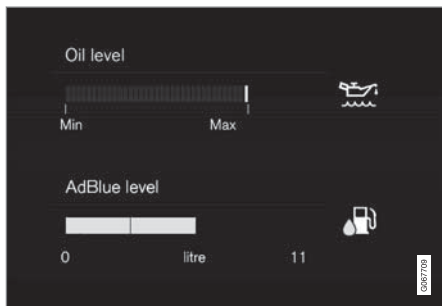 Oil level
Min Max
AdBlue level
0 litre 11
G067709